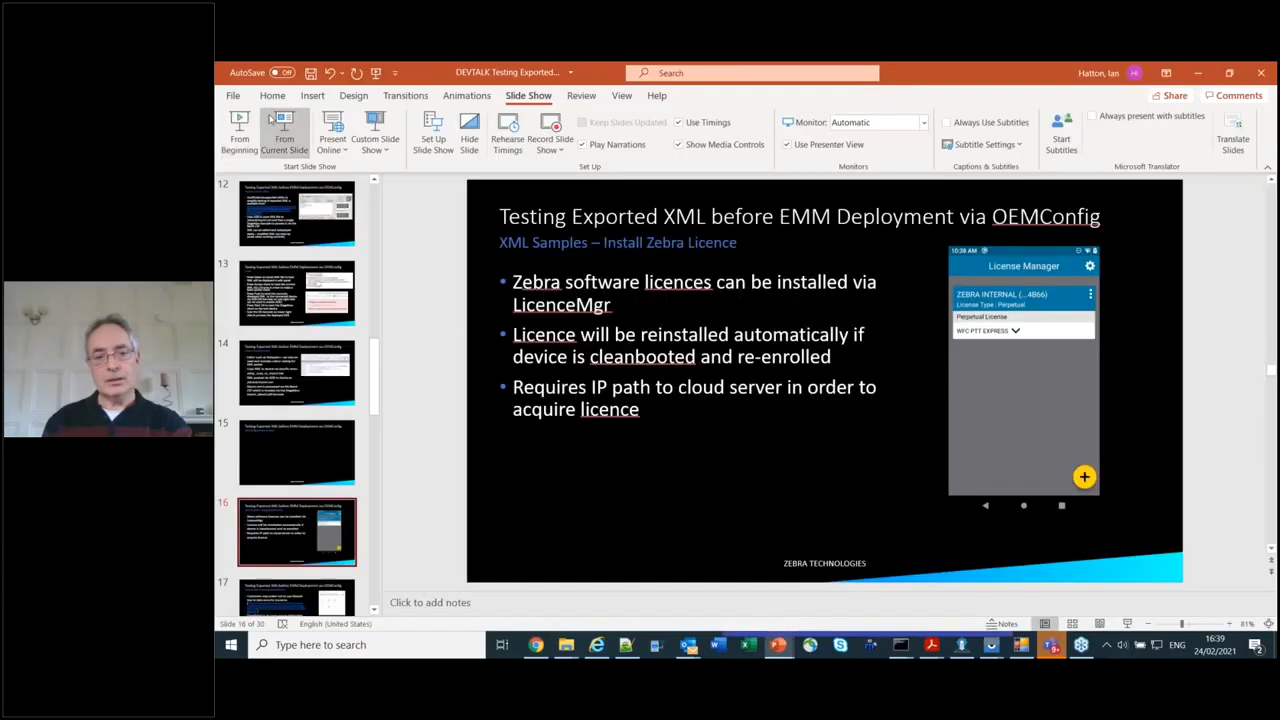 AutoSave
Off
DEVTALK Testing Exported...
Search
Hatton, Ian
HI
File
Home
Insert
Design
Transitions
Animations
Slide Show
Review
View
Help
Share
Comments
From
Beginning
From
Current Slide
Present
Online
Custom Slide
Show
Start Slide Show
Set Up
Slide Show
Hide
Slide
Rehearse
Timings
Record Slide
Show
Keep Slides Updated
Play Narrations
Use Timings
Show Media Controls
Set Up
Monitor:
Automatic
Use Presenter View
Monitors
Always Use Subtitles
Subtitle Settings
Captions & Subtitles
Start
Subtitles
Always present with subtitles
Translate
Slides
Microsoft Translator
12
13
14
15
16
17
Testing Exported XML before EMM Deployment via OEMConfig
XML Samples – Install Zebra Licence
• Zebra software licences can be installed via
LicenceMgr
• Licence will be reinstalled automatically if
device is cleanbooted and re-enrolled
• Requires IP path to cloud server in order to
acquire licence
10:38 AM
License Manager
ZEBRA INTERNAL (...4B66)
License Type : Perpetual
Perpetual License
WFC PTT EXPRESS
ZEBRA TECHNOLOGIES
Click to add notes
Slide 16 of 30
English (United States)
Notes
81%
Type here to search
ENG
16:39
24/02/2021